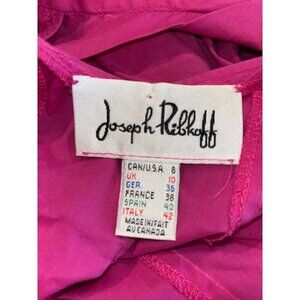 Joseph Ribkoff
CAN/U.S.A. 8
UK 10
GER. 36
FRANCE 38
SPAIN 40
ITALY 42
MADE IN/FAIT
AU CANADA